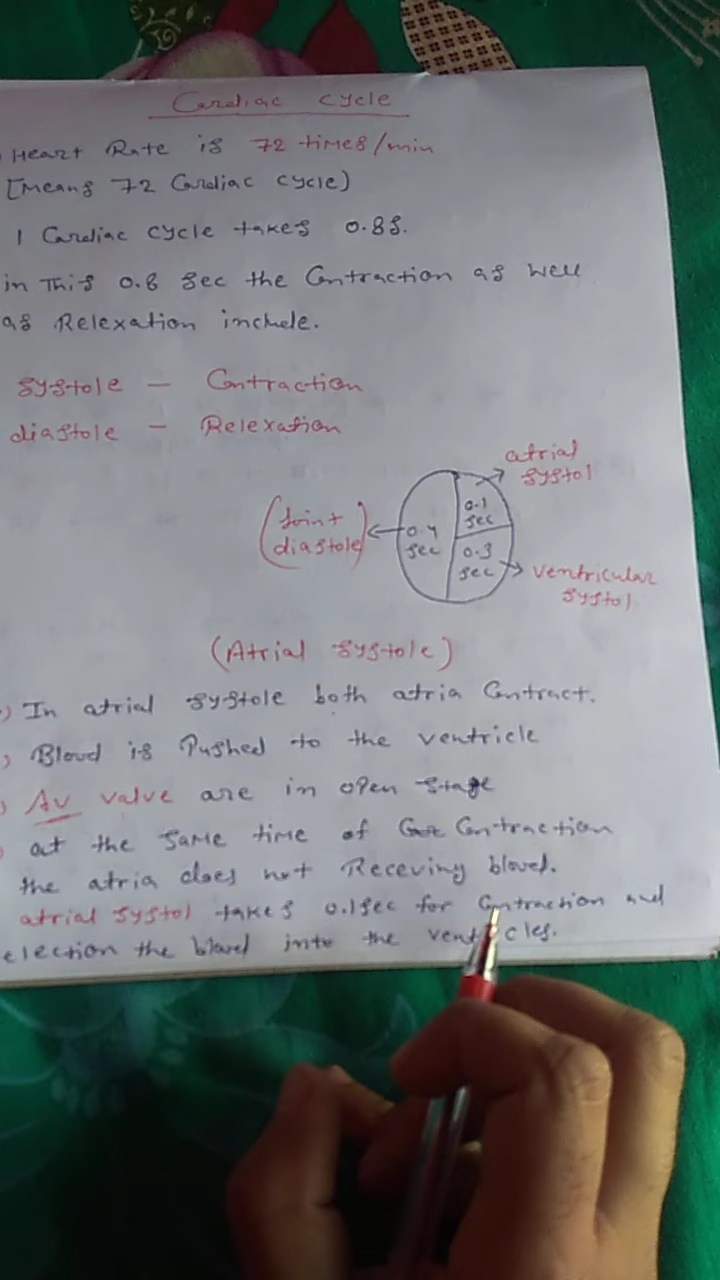 Cardiac cycle
Heart Rate is 72 times/min
[Means 72 Cardiac cycle)
1 Cardiac cycle takes 0.8s.
in This 0.8 sec the Contraction as well
as Relexation include.
systole – Contraction
diastole – Relexation
atrial
systol
0.1
sec
(Joint
diastole)
0.4
sec
0.3
sec
ventricular
systol
(Atrial systole)
) In atrial systole both atria Contract.
) Blood is Pushed to the ventricle
) AV valve are in open stage
at the same time of Contraction
the atria does not Receving blood.
atrial systol takes 0.1sec for Contraction and
the blood into the